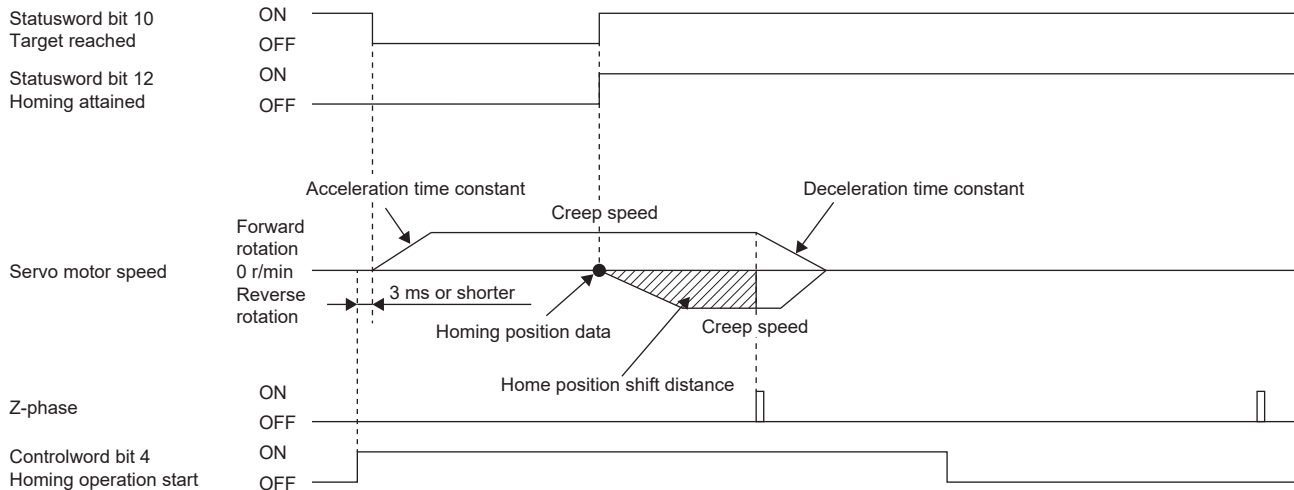 Statusword bit 10
Target reached
ON
OFF
Statusword bit 12
Homing attained
ON
OFF
Acceleration time constant
Deceleration time constant
Creep speed
Servo motor speed
Forward
rotation
0 r/min
Reverse
rotation
3 ms or shorter
Homing position data
Creep speed
Home position shift distance
Z-phase
ON
OFF
Controlword bit 4
Homing operation start
ON
OFF